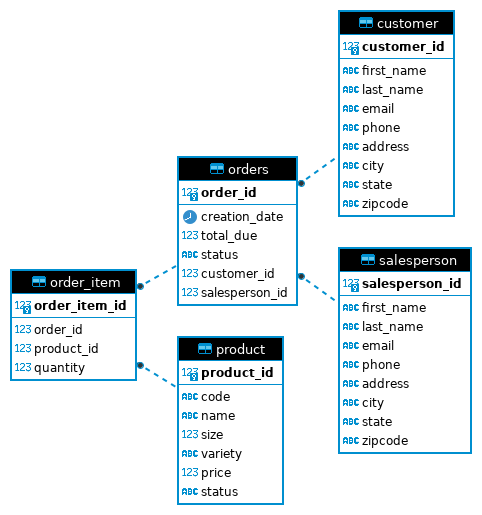 customer
123 customer_id
ABC first_name
ABC last_name
ABC email
ABC phone
ABC address
ABC city
ABC state
ABC zipcode
orders
123 order_id
creation_date
123 total_due
ABC status
123 customer_id
123 salesperson_id
salesperson
123 salesperson_id
ABC first_name
ABC last_name
ABC email
ABC phone
ABC address
ABC city
ABC state
ABC zipcode
order_item
123 order_item_id
123 order_id
123 product_id
123 quantity
product
123 product_id
ABC code
ABC name
123 size
ABC variety
123 price
ABC status